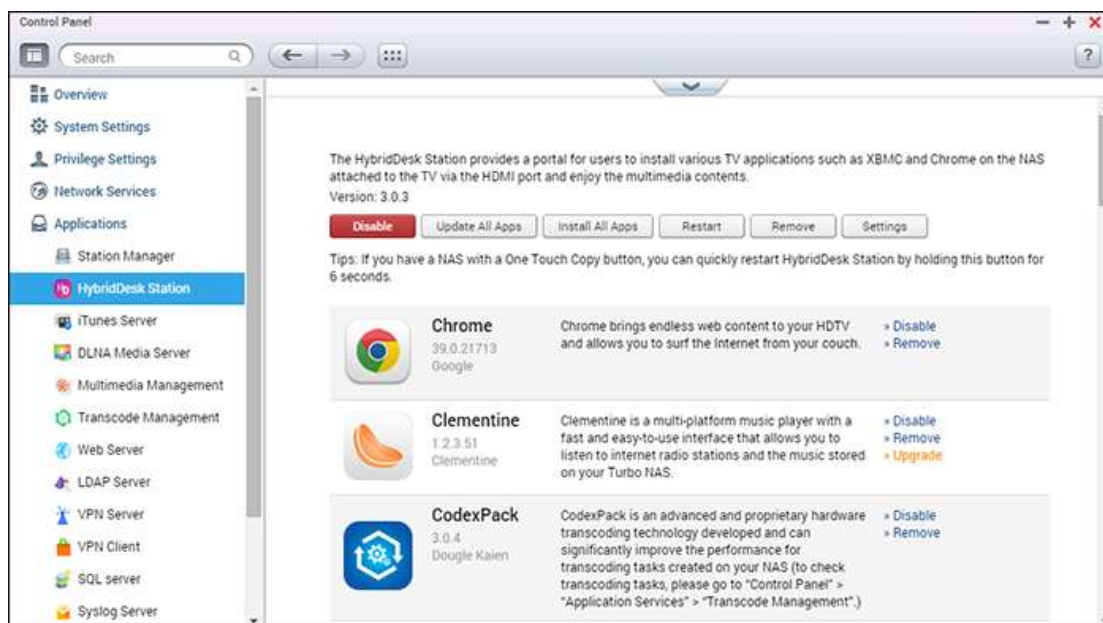 Control Panel
Search
?
Overview
System Settings
Privilege Settings
Network Services
Applications
Station Manager
HybridDesk Station
iTunes Server
DLNA Media Server
Multimedia Management
Transcode Management
Web Server
LDAP Server
VPN Server
VPN Client
SQL server
Syslog Server
The HybridDesk Station provides a portal for users to install various TV applications such as XBMC and Chrome on the NAS
attached to the TV via the HDMI port and enjoy the multimedia contents.
Version: 3.0.3
Disable Update All Apps Install All Apps Restart Remove Settings
Tips: If you have a NAS with a One Touch Copy button, you can quickly restart HybridDesk Station by holding this button for
6 seconds.
Chrome
39.0.21713
Google
Chrome brings endless web content to your HDTV
and allows you to surf the Internet from your couch.
» Disable
» Remove
Clementine
1.2.3.51
Clementine
Clementine is a multi-platform music player with a
fast and easy-to-use interface that allows you to
listen to internet radio stations and the music stored
on your Turbo NAS.
» Disable
» Remove
» Upgrade
CodexPack
3.0.4
Dougle Kaien
CodexPack is an advanced and proprietary hardware
transcoding technology developed and can
significantly improve the performance for
transcoding tasks created on your NAS (to check
transcoding tasks, please go to "Control Panel" >
"Application Services" > "Transcode Management".)
» Disable
» Remove